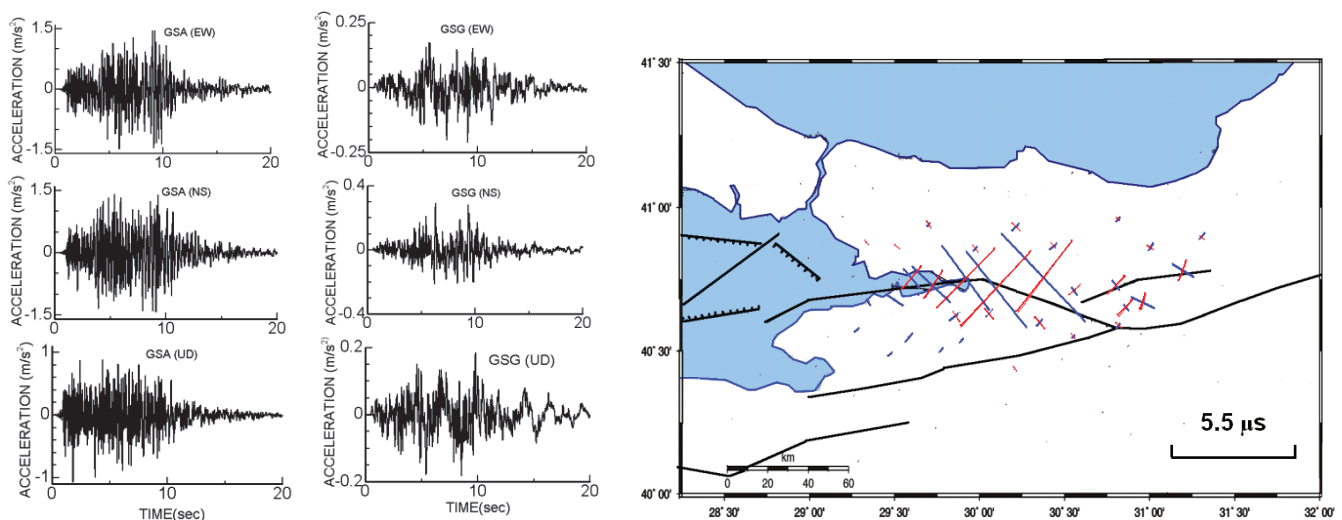 ACCELERATION (m/s²)
1.5
0
-1.5
GSA (EW)
0 10 20
ACCELERATION (m/s²)
0.25
0
-0.25
GSG (EW)
0 10 20
ACCELERATION (m/s²)
1.5
0
-1.5
GSA (NS)
0 10 20
ACCELERATION (m/s²)
0.4
0
-0.4
GSG (NS)
0 10 20
ACCELERATION (m/s²)
1
0
-1
GSA (UD)
0 10 20
TIME(sec)
ACCELERATION (m/s²)
0.2
0
-0.2
GSG (UD)
0 10 20
TIME(sec)
41˚30'
41˚00'
40˚30'
40˚00'
5.5 µs
km
0 20 40 60
28˚30' 29˚00' 29˚30' 30˚00' 30˚30' 31˚00' 31˚30' 32˚00'